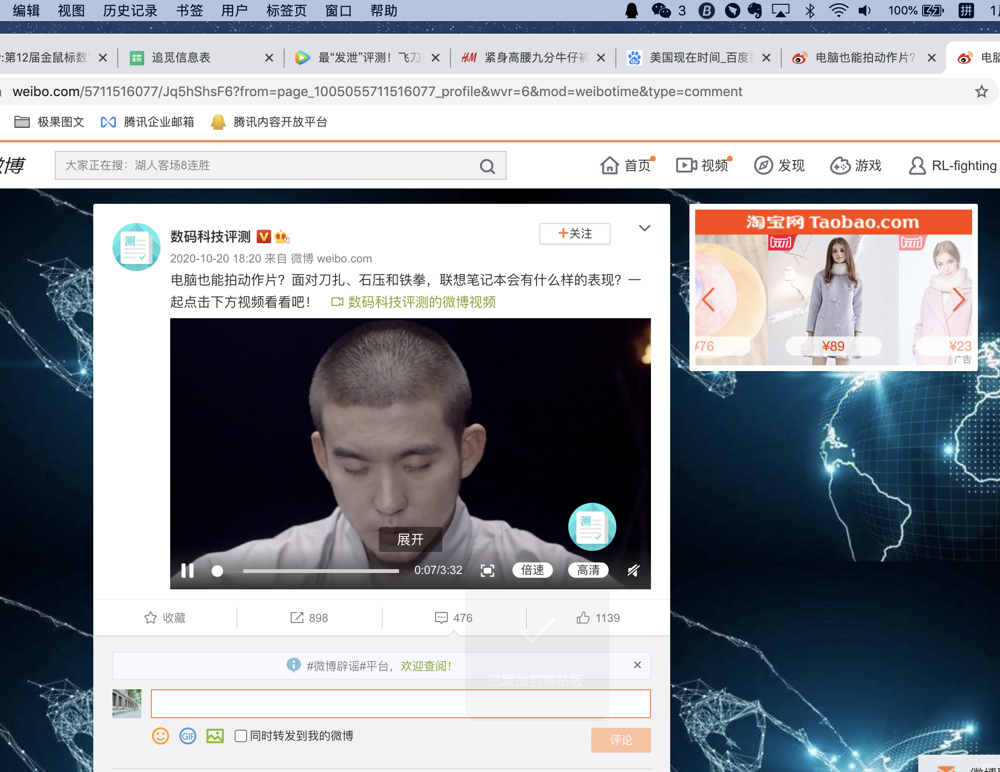 编辑 视图 历史记录 书签 用户 标签页 窗口 帮助 3 100% 拼
:第12届金鼠标数 追觅信息表 最“发泄”评测！飞刀 紧身高腰九分牛仔裤 美国现在时间_百度 电脑也能拍动作片？ 电脑
weibo.com/5711516077/Jq5hShsF6?from=page_1005055711516077_profile&wvr=6&mod=weibotime&type=comment
极果图文 腾讯企业邮箱 腾讯内容开放平台
微博 大家正在搜：湖人客场8连胜 首页 视频 发现 游戏 RL-fighting
数码科技评测 V 4
+关注
2020-10-20 18:20 来自 微博 weibo.com
电脑也能拍动作片？面对刀扎、石压和铁拳，联想笔记本会有什么样的表现？一
起点击下方视频看看吧！ 数码科技评测的微博视频
测
淘宝网 Taobao.com
双11 双11
¥76 ¥89 ¥23
广告
测
展开
0:07/3:32 倍速 高清
收藏 898 476 1139
#微博辟谣#平台，欢迎查阅！
已添加到剪贴板
GIF 同时转发到我的微博 评论